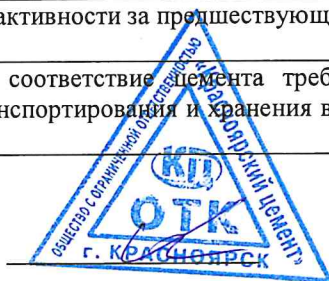 активности за предшествующ
соответствие цемента треб
нспортирования и хранения в
ОБЩЕСТВО С ОГРАНИЧЕННОЙ ОТВЕТСТВЕННОСТЬЮ
«Красноярский цемент»
КЦ
ОТК
г. КРАСНОЯРСК